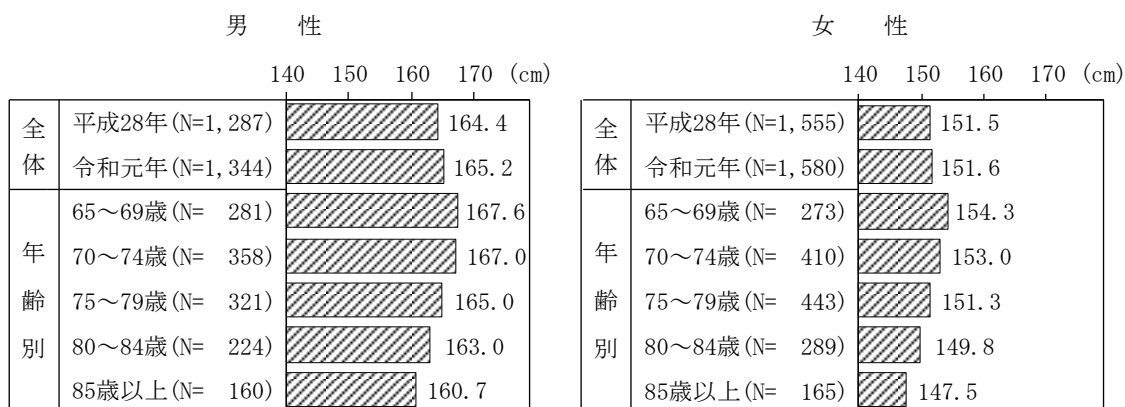 男 性
140 150 160 170 (cm)
全体
平成28年(N=1,287) 164.4
令和元年(N=1,344) 165.2
年齢別
65～69歳(N= 281) 167.6
70～74歳(N= 358) 167.0
75～79歳(N= 321) 165.0
80～84歳(N= 224) 163.0
85歳以上(N= 160) 160.7
女 性
140 150 160 170 (cm)
全体
平成28年(N=1,555) 151.5
令和元年(N=1,580) 151.6
年齢別
65～69歳(N= 273) 154.3
70～74歳(N= 410) 153.0
75～79歳(N= 443) 151.3
80～84歳(N= 289) 149.8
85歳以上(N= 165) 147.5